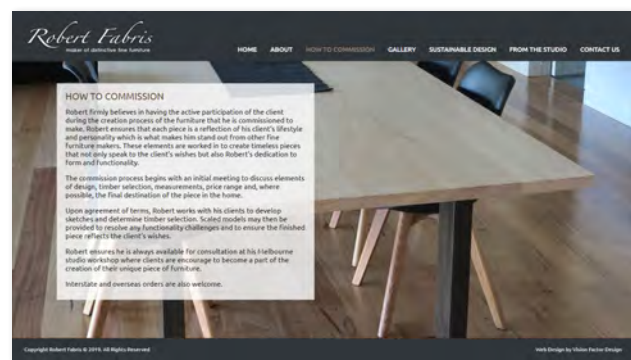 Robert Fabris
maker of distinctive fine furniture
HOME ABOUT HOW TO COMMISSION GALLERY SUSTAINABLE DESIGN FROM THE STUDIO CONTACT US
HOW TO COMMISSION
Robert firmly believes in having the active participation of the client
during the creation process of the furniture that he is commissioned to
make. Robert ensures that each piece is a reflection of his client's lifestyle
and personality which is what makes him stand out from other fine
furniture makers. These elements are worked in to create timeless pieces
that not only speak to the client's wishes but also Robert's dedication to
form and functionality.
The commission process begins with an initial meeting to discuss elements
of design, timber selection, measurements, price range and, where
possible, the final destination of the piece in the home.
Upon agreement of terms, Robert works with his clients to develop
sketches and determine timber selection. Scaled models may then be
provided to resolve any functionality challenges and to ensure the finished
piece reflects the client's wishes.
Robert ensures he is always available for consultation at his Melbourne
studio workshop where clients are encourage to become a part of the
creation of their unique piece of furniture.
Interstate and overseas orders are also welcome.
Copyright Robert Fabris © 2019. All Rights Reserved
Web Design by Vision Factor Design